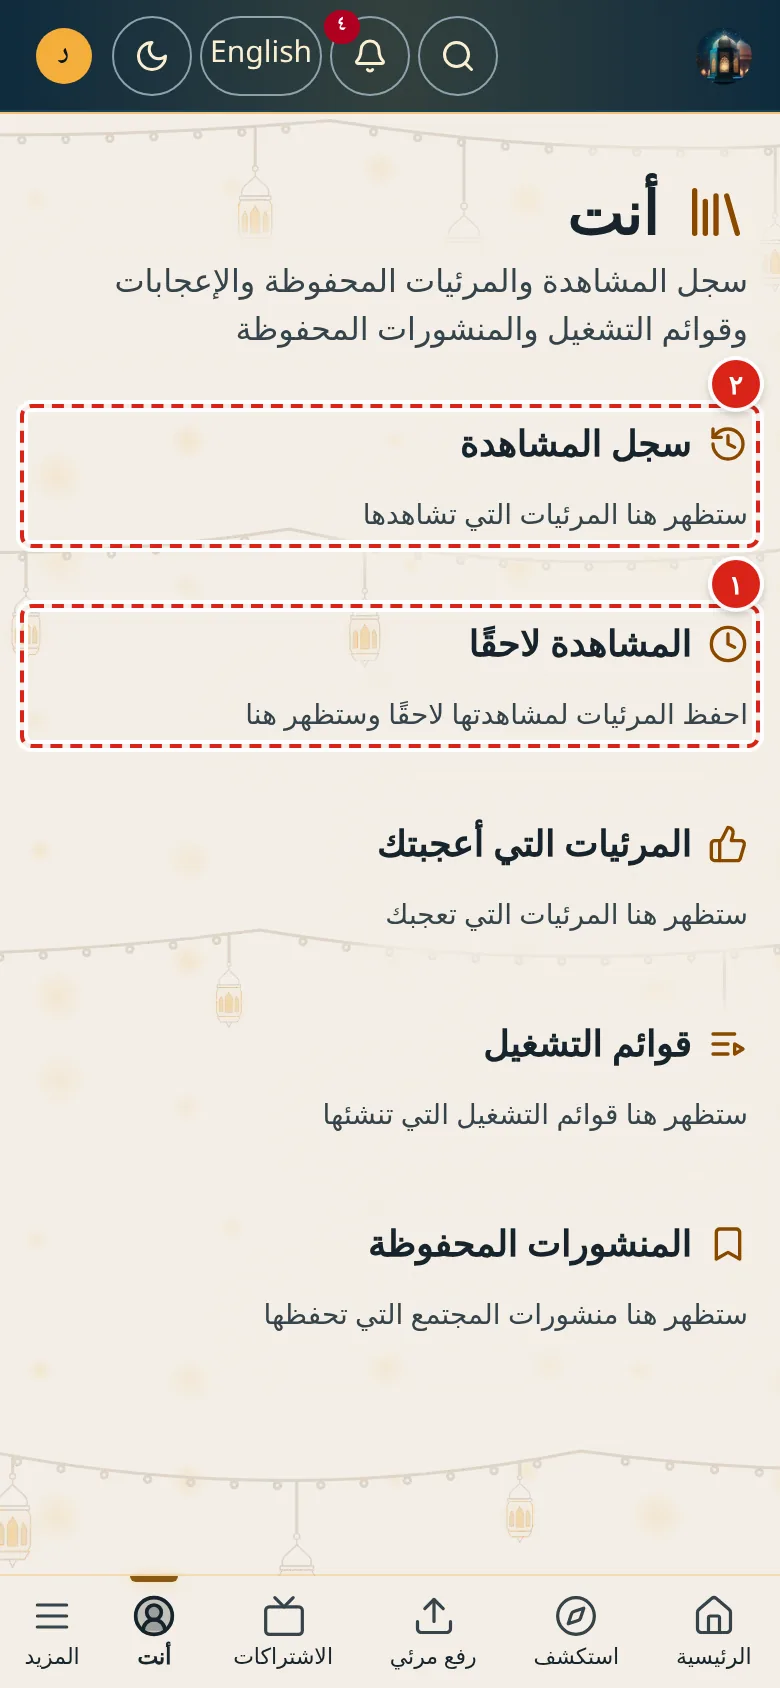 ر
English
٤
أنت
سجل المشاهدة والمرئيات المحفوظة والإعجابات
وقوائم التشغيل والمنشورات المحفوظة
٢
سجل المشاهدة
ستظهر هنا المرئيات التي تشاهدها
١
المشاهدة لاحقًا
احفظ المرئيات لمشاهدتها لاحقًا وستظهر هنا
المرئيات التي أعجبتك
ستظهر هنا المرئيات التي تعجبك
قوائم التشغيل
ستظهر هنا قوائم التشغيل التي تنشئها
المنشورات المحفوظة
ستظهر هنا منشورات المجتمع التي تحفظها
الرئيسية
استكشف
رفع مرئي
الاشتراكات
أنت
المزيد